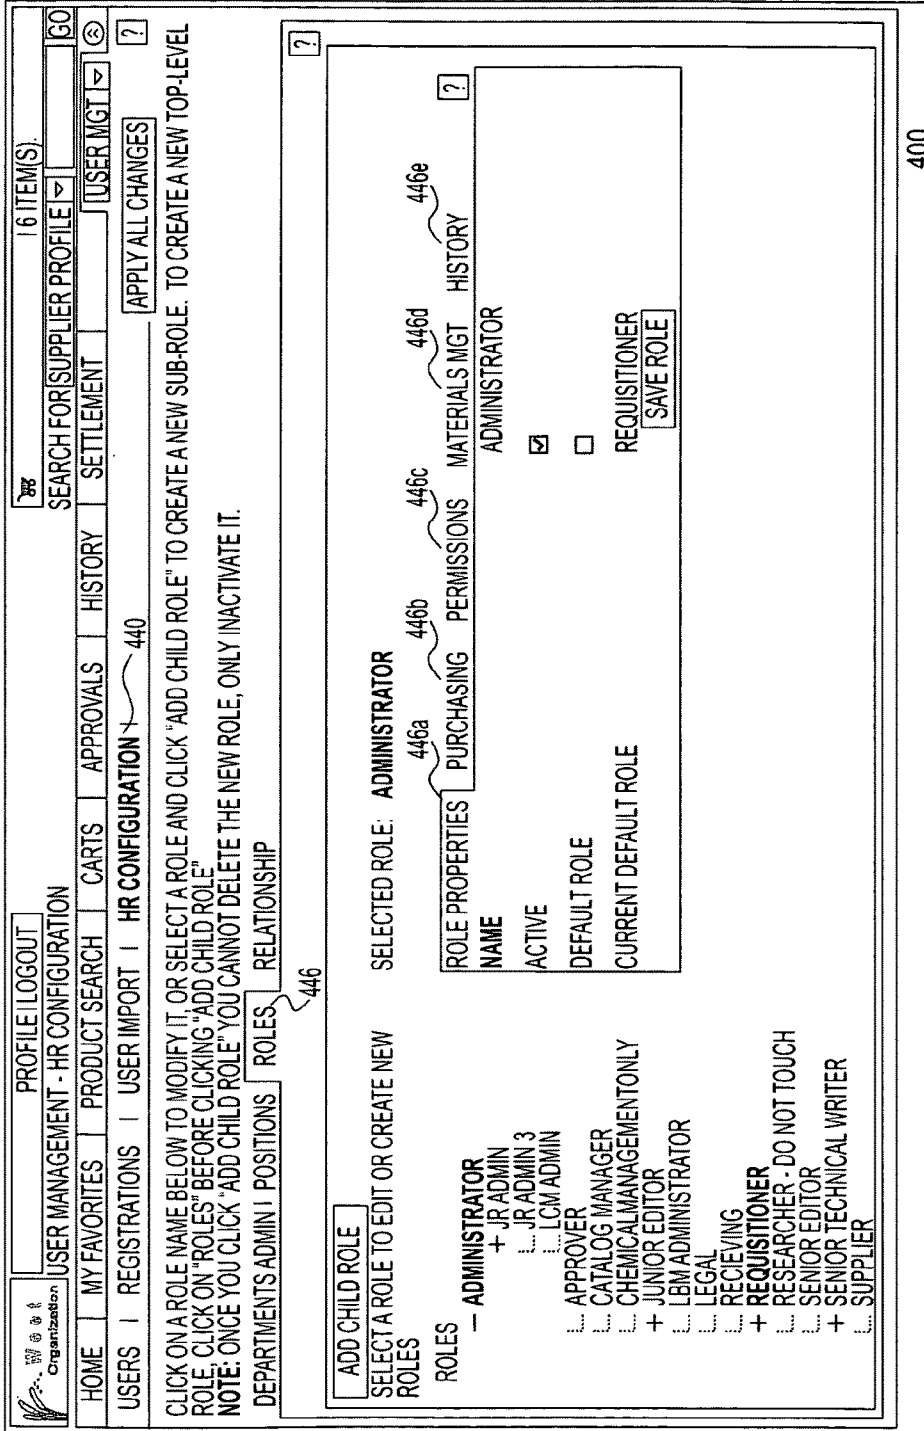 West
Organization
PROFILE | LOGOUT
| 6 ITEM(S).
USER MANAGEMENT - HR CONFIGURATION
SEARCH FOR SUPPLIER PROFILE GO
HOME | MY FAVORITES | PRODUCT SEARCH | CARTS | APPROVALS | HISTORY | SETTLEMENT
USER MGT
USERS | REGISTRATIONS | USER IMPORT | HR CONFIGURATION 440
APPLY ALL CHANGES ?
CLICK ON A ROLE NAME BELOW TO MODIFY IT, OR SELECT A ROLE AND CLICK "ADD CHILD ROLE" TO CREATE A NEW SUB-ROLE. TO CREATE A NEW TOP-LEVEL
ROLE, CLICK ON "ROLES" BEFORE CLICKING "ADD CHILD ROLE"
NOTE: ONCE YOU CLICK "ADD CHILD ROLE" YOU CANNOT DELETE THE NEW ROLE, ONLY INACTIVATE IT.
DEPARTMENTS ADMIN | POSITIONS ROLES RELATIONSHIP
446
?
ADD CHILD ROLE
SELECT A ROLE TO EDIT OR CREATE NEW
ROLES
ROLES
– ADMINISTRATOR
+ JR ADMIN
JR ADMIN 3
LCM ADMIN
APPROVER
CATALOG MANAGER
CHEMICALMANAGEMENTONLY
+ JUNIOR EDITOR
LBM ADMINISTRATOR
LEGAL
RECIEVING
+ REQUISITIONER
RESEARCHER - DO NOT TOUCH
SENIOR EDITOR
+ SENIOR TECHNICAL WRITER
SUPPLIER
SELECTED ROLE: ADMINISTRATOR
446a 446b 446c 446d 446e
ROLE PROPERTIES PURCHASING PERMISSIONS MATERIALS MGT HISTORY ?
NAME ADMINISTRATOR
ACTIVE
DEFAULT ROLE
CURRENT DEFAULT ROLE REQUISITIONER
SAVE ROLE
400